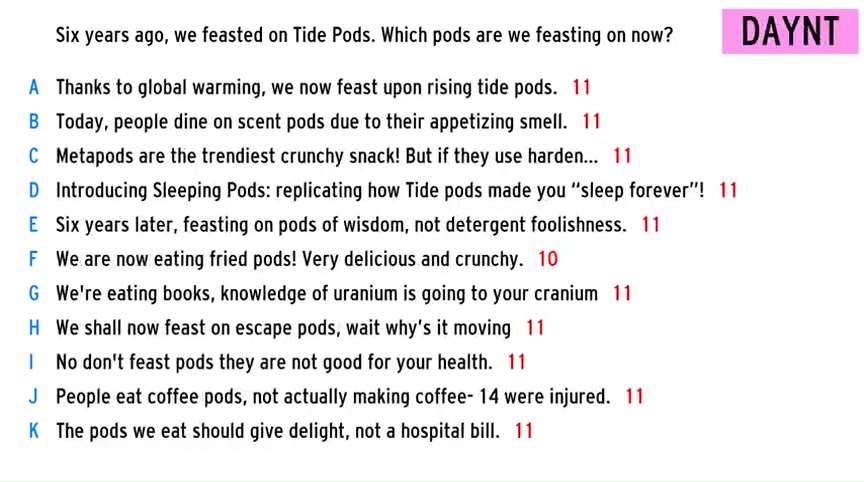 Six years ago, we feasted on Tide Pods. Which pods are we feasting on now?
DAYNT
A Thanks to global warming, we now feast upon rising tide pods. 11
B Today, people dine on scent pods due to their appetizing smell. 11
C Metapods are the trendiest crunchy snack! But if they use harden... 11
D Introducing Sleeping Pods: replicating how Tide pods made you “sleep forever”! 11
E Six years later, feasting on pods of wisdom, not detergent foolishness. 11
F We are now eating fried pods! Very delicious and crunchy. 10
G We're eating books, knowledge of uranium is going to your cranium 11
H We shall now feast on escape pods, wait why’s it moving 11
I No don't feast pods they are not good for your health. 11
J People eat coffee pods, not actually making coffee- 14 were injured. 11
K The pods we eat should give delight, not a hospital bill. 11